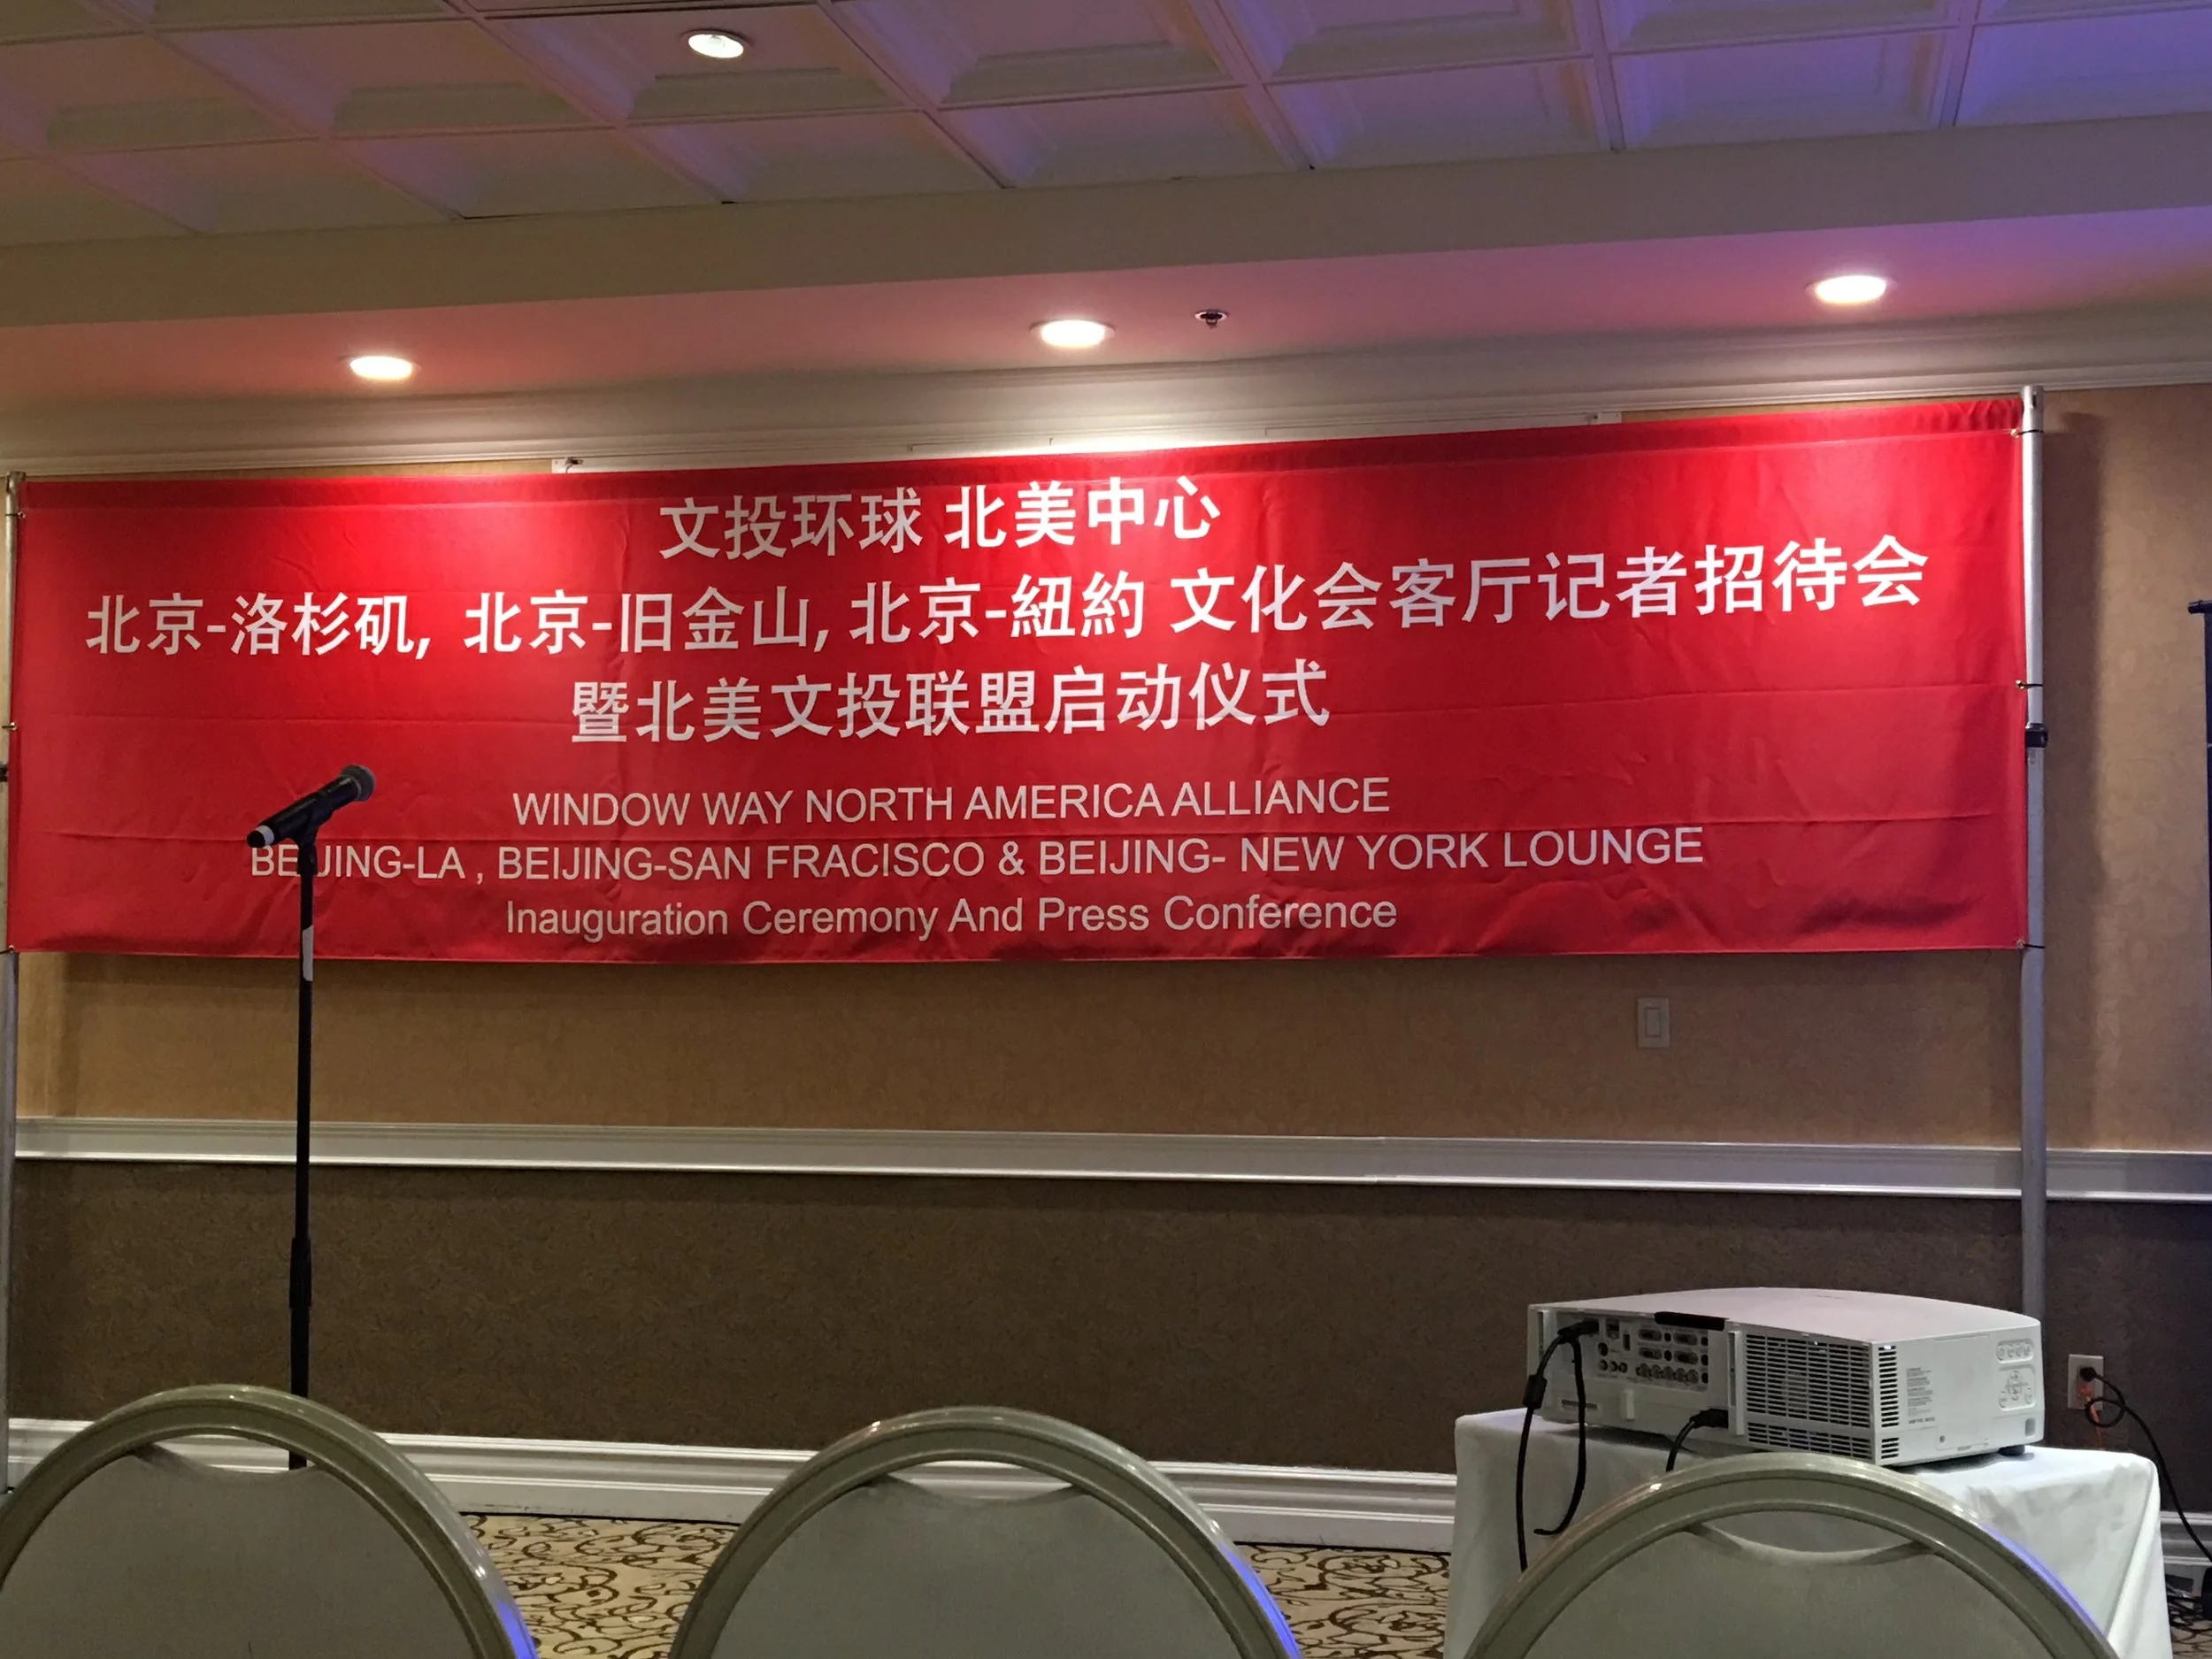 文投环球 北美中心
北京-洛杉矶, 北京-旧金山, 北京-紐約 文化会客厅记者招待会
暨北美文投联盟启动仪式
WINDOW WAY NORTH AMERICA ALLIANCE
BEIJING-LA , BEIJING-SAN FRACISCO & BEIJING- NEW YORK LOUNGE
Inauguration Ceremony And Press Conference